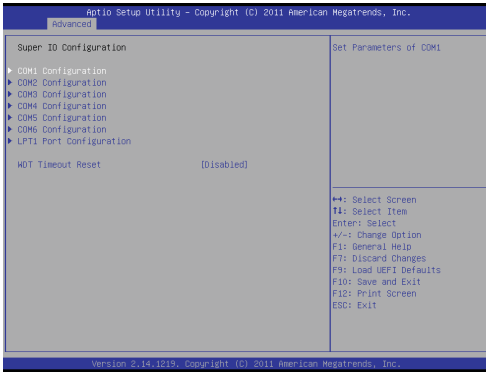 Aptio Setup Utility – Copyright (C) 2011 American Megatrends, Inc.
Advanced
Super IO Configuration
COM1 Configuration
COM2 Configuration
COM3 Configuration
COM4 Configuration
COM5 Configuration
COM6 Configuration
LPT1 Port Configuration
WDT Timeout Reset [Disabled]
Set Parameters of COM1
↔: Select Screen
↑↓: Select Item
Enter: Select
+/-: Change Option
F1: General Help
F7: Discard Changes
F9: Load UEFI Defaults
F10: Save and Exit
F12: Print Screen
ESC: Exit
Version 2.14.1219. Copyright (C) 2011 American Megatrends, Inc.